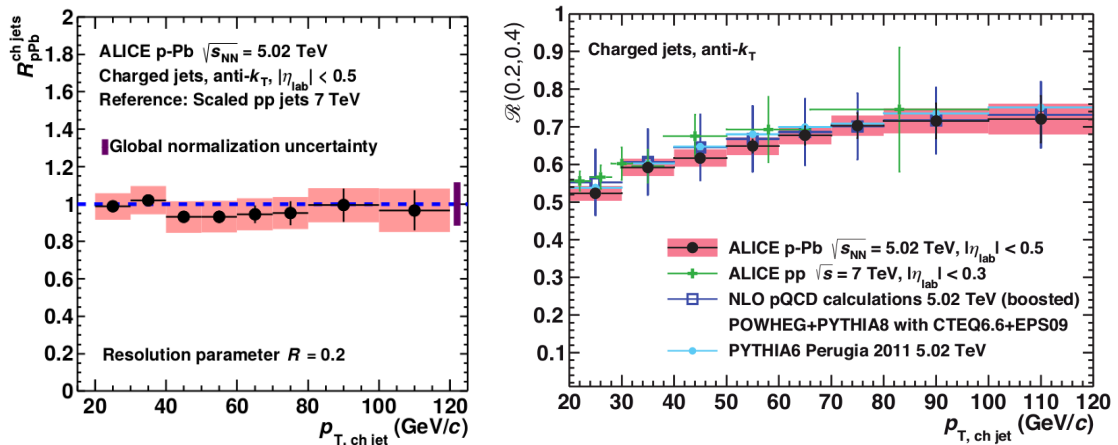 R_pPb^ch jets
2
1.8
1.6
1.4
1.2
1
0.8
0.6
0.4
0.2
0
ALICE p-Pb √s_NN = 5.02 TeV
Charged jets, anti-k_T, |η_lab| < 0.5
Reference: Scaled pp jets 7 TeV
Global normalization uncertainty
Resolution parameter R = 0.2
20 40 60 80 100 120
p_T, ch jet (GeV/c)
ℛ(0.2,0.4)
1
0.9
0.8
0.7
0.6
0.5
0.4
0.3
0.2
0.1
Charged jets, anti-k_T
ALICE p-Pb √s_NN = 5.02 TeV, |η_lab| < 0.5
ALICE pp √s = 7 TeV, |η_lab| < 0.3
NLO pQCD calculations 5.02 TeV (boosted)
POWHEG+PYTHIA8 with CTEQ6.6+EPS09
PYTHIA6 Perugia 2011 5.02 TeV
20 30 40 50 60 70 80 90 100 110 120
p_T, ch jet (GeV/c)